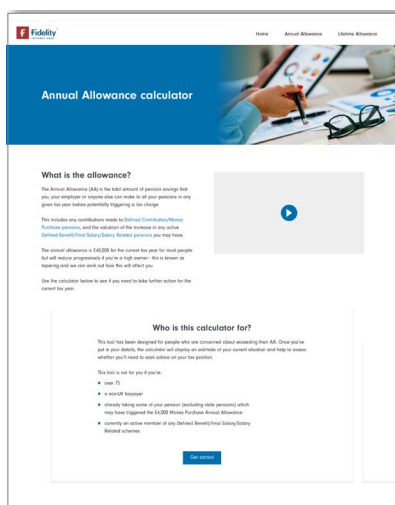 Fidelity
INTERNATIONAL
Home Annual Allowance Lifetime Allowance
Annual Allowance calculator
What is the allowance?
The Annual Allowance (AA) is the total amount of pension savings that
you, your employer or anyone else can make to all your pensions in any
given tax year before potentially triggering a tax charge.
This includes any contributions made to Defined Contribution/Money
Purchase pensions, and the valuation of the increase in any active
Defined Benefit/Final Salary/Salary Related pensions you may have.
The annual allowance is £40,000 for the current tax year for most people
but will reduce progressively if you're a high earner - this is known as
tapering and we can work out how this will affect you.
Use the calculator below to see if you need to take further action for the
current tax year.
Who is this calculator for?
This tool has been designed for people who are concerned about exceeding their AA. Once you've
put in your details, the calculator will display an estimate of your current situation and help to assess
whether you'll need to seek advice on your tax position.
This tool is not for you if you're:
over 75
a non-UK taxpayer
already taking some of your pension (excluding state pensions) which
may have triggered the £4,000 Money Purchase Annual Allowance
currently an active member of any Defined Benefit/Final Salary/Salary
Related schemes
Get started